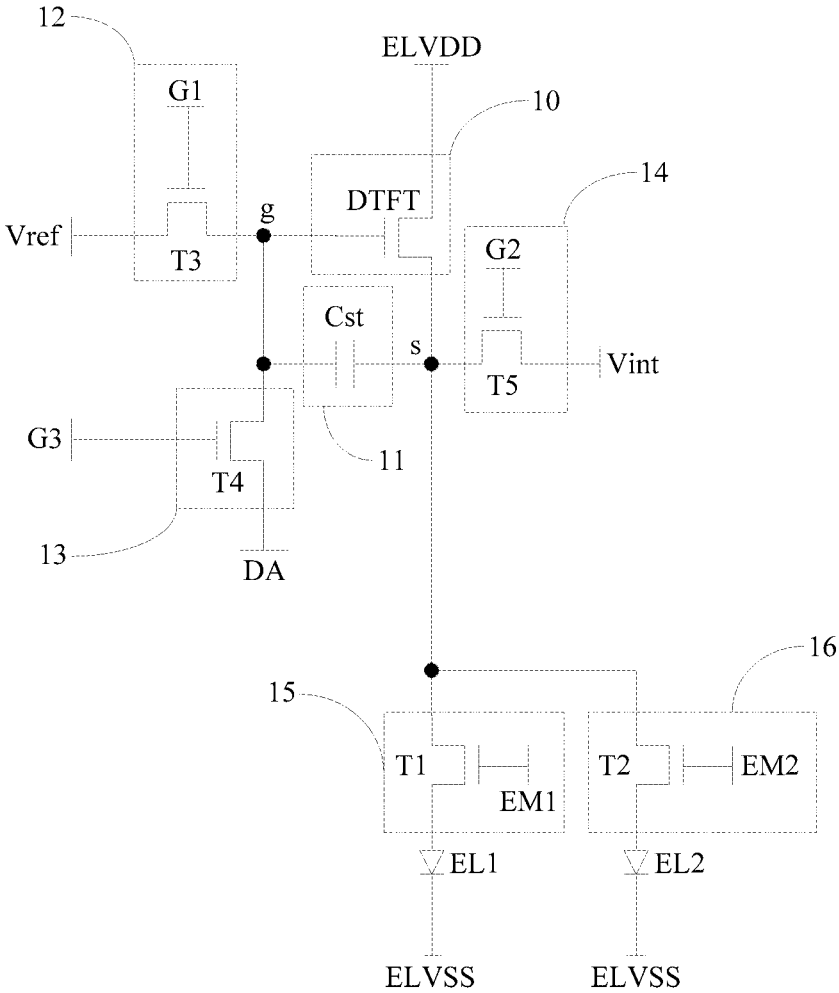 12
ELVDD
G1
10
14
DTFT
g
Vref
T3
G2
Cst
s
T5
Vint
G3
T4
11
13
DA
15
16
T1
EM1
T2
EM2
EL1
EL2
ELVSS
ELVSS